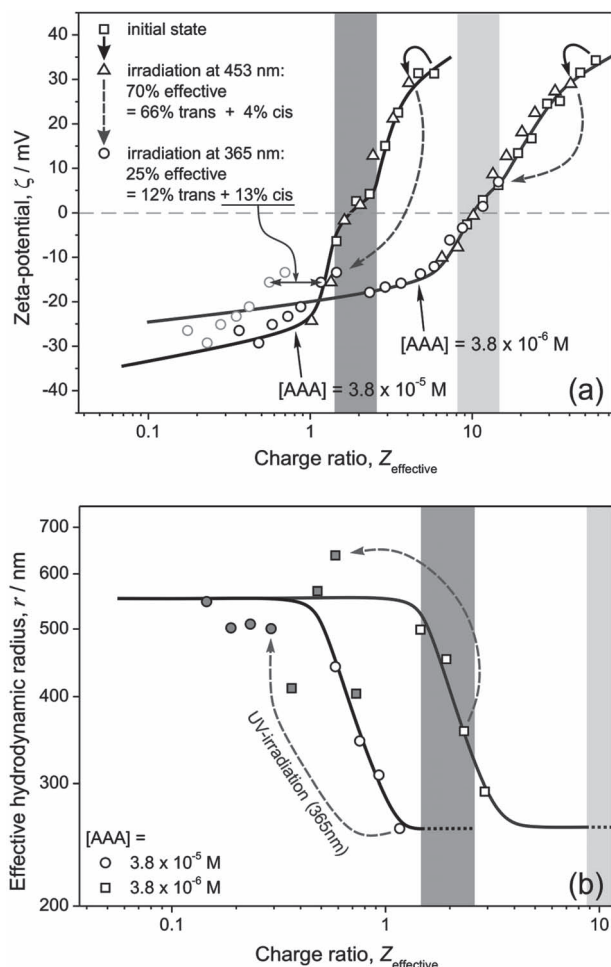 initial state
irradiation at 453 nm:
70% effective
= 66% trans + 4% cis
irradiation at 365 nm:
25% effective
= 12% trans + 13% cis
Zeta-potential, ζ / mV
40
30
20
10
0
-10
-20
-30
-40
[AAA] = 3.8 x 10⁻⁶ M
[AAA] = 3.8 x 10⁻⁵ M
(a)
0.1
1
10
Charge ratio, Z effective
Effective hydrodynamic radius, r / nm
700
600
500
400
300
200
UV-irradiation (365nm)
[AAA] =
3.8 x 10⁻⁵ M
3.8 x 10⁻⁶ M
(b)
0.1
1
10
Charge ratio, Z effective